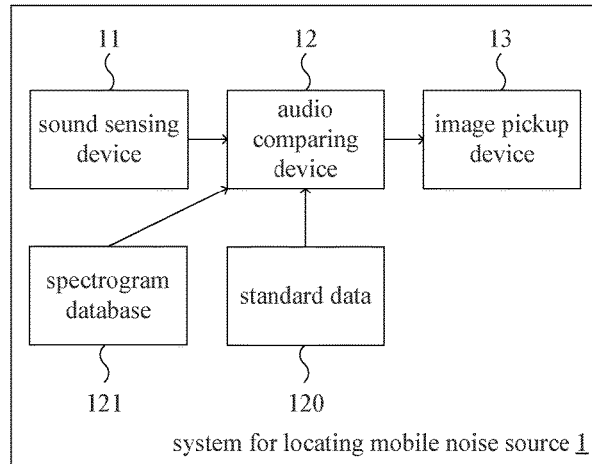 11
12
13
sound sensing
device
audio
comparing
device
image pickup
device
spectrogram
database
standard data
121
120
system for locating mobile noise source 1